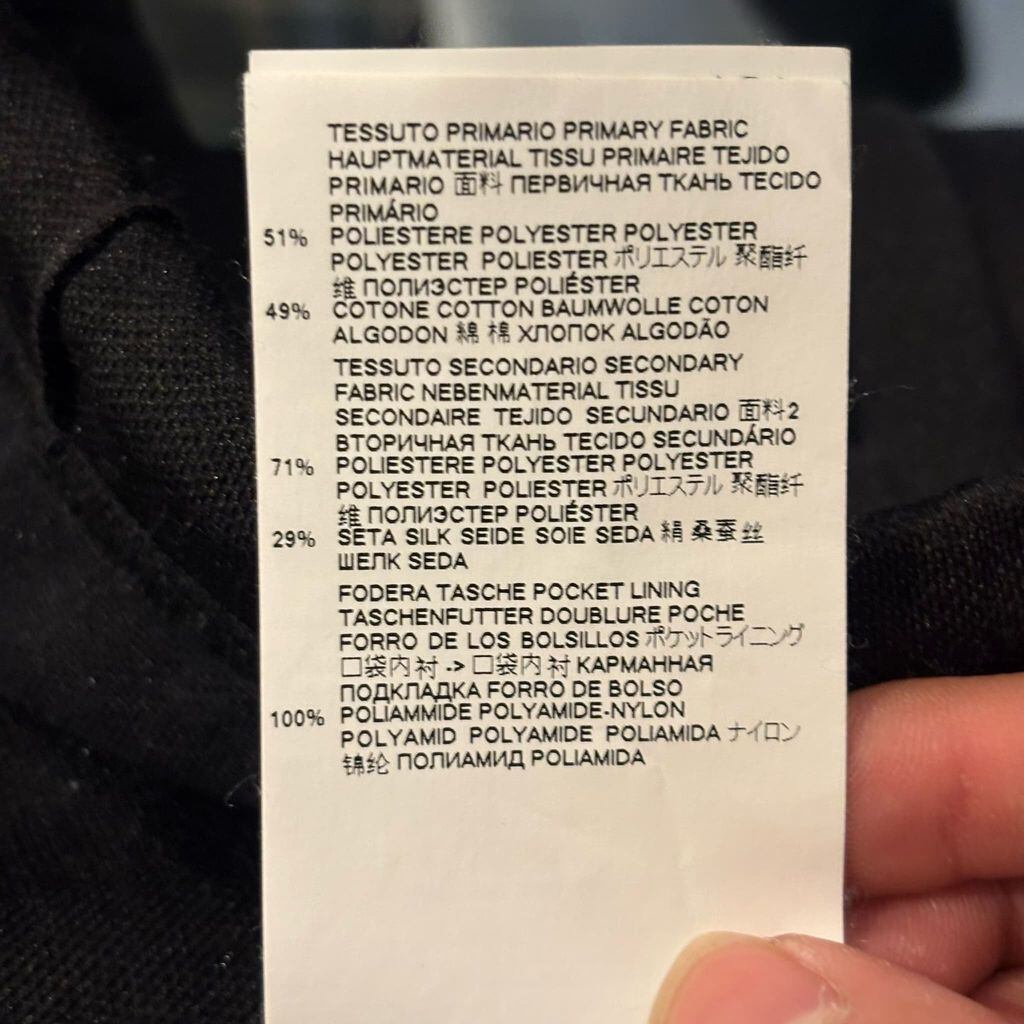 TESSUTO PRIMARIO PRIMARY FABRIC
HAUPTMATERIAL TISSU PRIMAIRE TEJIDO
PRIMARIO 面料 ПЕРВИЧНАЯ ТКАНЬ TECIDO
PRIMÁRIO
51% POLIESTERE POLYESTER POLYESTER
POLYESTER POLIESTER ポリエステル 聚酯纤
维 ПОЛИЭСТЕР POLIÉSTER
49% COTONE COTTON BAUMWOLLE COTON
ALGODON 綿 棉 ХЛОПОК ALGODÃO
TESSUTO SECONDARIO SECONDARY
FABRIC NEBENMATERIAL TISSU
SECONDAIRE TEJIDO SECUNDARIO 面料2
ВТОРИЧНАЯ ТКАНЬ TECIDO SECUNDÁRIO
71% POLIESTERE POLYESTER POLYESTER
POLYESTER POLIESTER ポリエステル 聚酯纤
维 ПОЛИЭСТЕР POLIÉSTER
29% SETA SILK SEIDE SOIE SEDA 絹 桑蚕丝
ШЕЛК SEDA
FODERA TASCHE POCKET LINING
TASCHENFUTTER DOUBLURE POCHE
FORRO DE LOS BOLSILLOS ポケットライニング
口袋内衬 -> 口袋内衬 КАРМАННАЯ
ПОДКЛАДКА FORRO DE BOLSO
100% POLIAMMIDE POLYAMIDE-NYLON
POLYAMID POLYAMIDE POLIAMIDA ナイロン
锦纶 ПОЛИАМИД POLIAMIDA